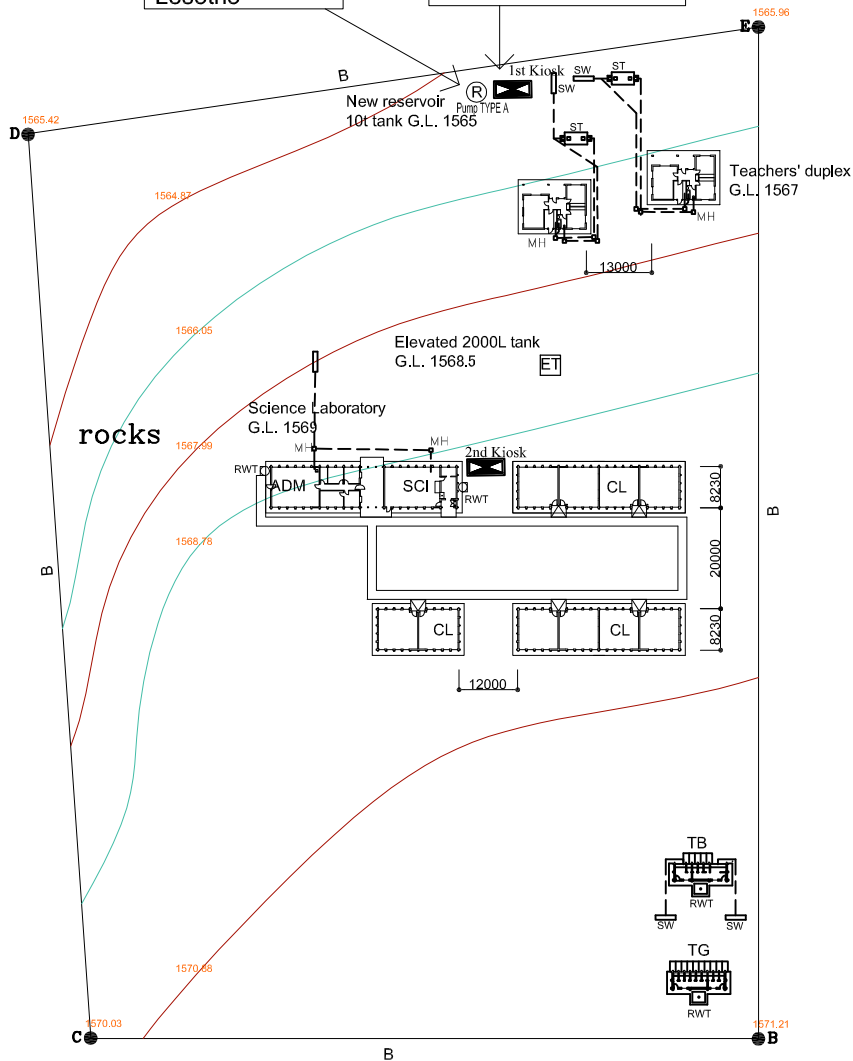 Lesotho
1565.96
E
B
1st Kiosk
SW
ST
SW
R
New reservoir
Pump TYPE A
10t tank G.L. 1565
1565.42
D
ST
Teachers' duplex
G.L. 1567
1564.87
MH
MH
13000
1566.05
Elevated 2000L tank
G.L. 1568.5
ET
Science Laboratory
G.L. 1569
rocks
1567.99
MH
MH
2nd Kiosk
RWT
ADM
SCI
RWT
CL
8230
B
1568.78
20000
B
CL
CL
8230
12000
TB
RWT
SW
SW
TG
1570.88
RWT
1570.03
C
1571.21
B
B